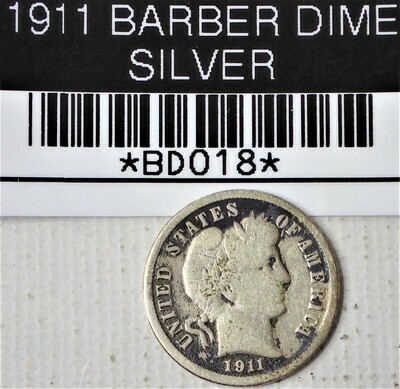 1911 BARBER DIME
SILVER
*BD018*
UNITED STATES OF AMERICA
1911